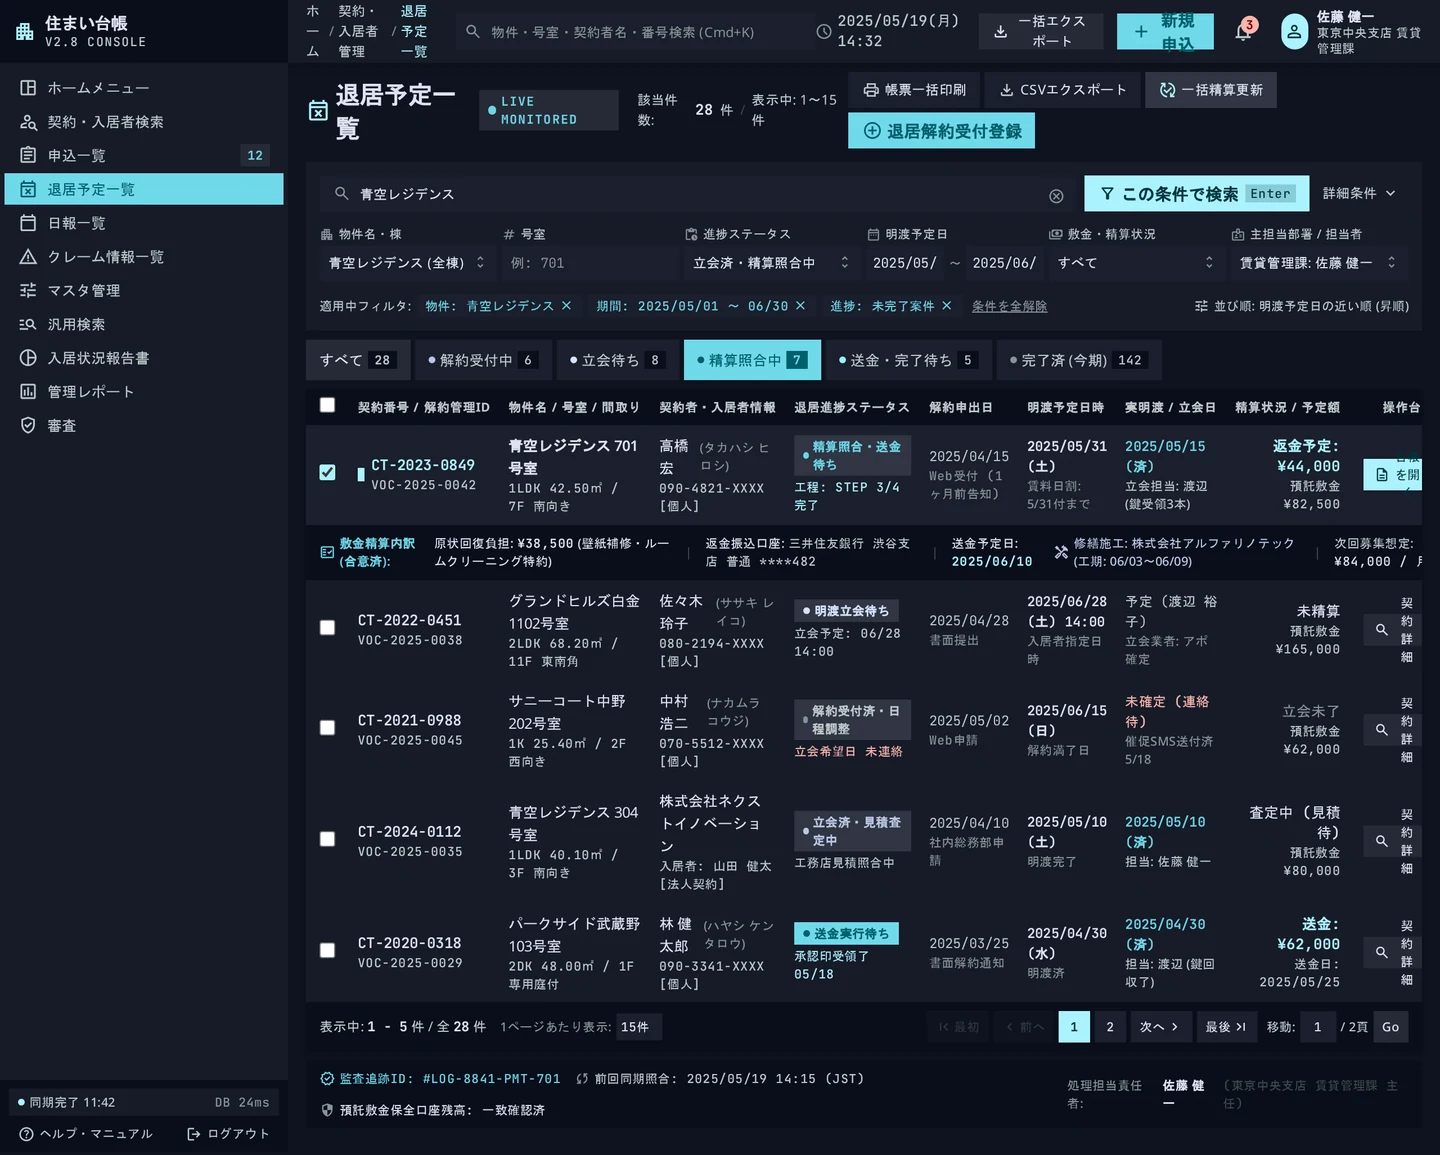 住まい台帳
V2.8 CONSOLE
ホームメニュー
契約・入居者検索
申込一覧 12
退居予定一覧
日報一覧
クレーム情報一覧
マスタ管理
汎用検索
入居状況報告書
管理レポート
審査
同期完了 11:42 DB 24ms
ヘルプ・マニュアル ログアウト
ホーム / 契約・入居者管理 / 退居予定一覧
物件・号室・契約者名・番号検索 (Cmd+K)
2025/05/19(月) 14:32
一括エクスポート
新規申込
3
佐藤 健一
東京中央支店 賃貸管理課
退居予定一覧
LIVE MONITORED
該当件数: 28 件 / 表示中: 1〜15件
帳票一括印刷
CSVエクスポート
一括精算更新
退居解約受付登録
青空レジデンス
この条件で検索 Enter
詳細条件
物件名・棟
号室
進捗ステータス
明渡予定日
敷金・精算状況
主担当部署 / 担当者
青空レジデンス (全棟)
例: 701
立会済・精算照合中
2025/05/ 〜 2025/06/
すべて
賃貸管理課: 佐藤 健一
適用中フィルタ: 物件: 青空レジデンス ✕ 期間: 2025/05/01 〜 06/30 ✕ 進捗: 未完了案件 ✕ 条件を全解除
並び順: 明渡予定日の近い順 (昇順)
すべて 28
解約受付中 6
立会待ち 8
精算照合中 7
送金・完了待ち 5
完了済 (今期) 142
契約番号 / 解約管理ID 物件名 / 号室 / 間取り 契約者・入居者情報 退居進捗ステータス 解約申出日 明渡予定日時 実明渡 / 立会日 精算状況 / 予定額 操作台
CT-2023-0849
VOC-2025-0042
青空レジデンス 701号室
1LDK 42.50㎡ / 7F 南向き
高橋 宏 (タカハシ ヒロシ)
090-4821-XXXX [個人]
精算照合・送金待ち
工程: STEP 3/4 完了
2025/04/15
Web受付 (1ヶ月前告知)
2025/05/31 (土)
賃料日割: 5/31付まで
2025/05/15 (済)
立会担当: 渡辺 (鍵受領3本)
返金予定: ¥44,000
預託敷金 ¥82,500
を開
敷金精算内訳 (合意済):
原状回復負担: ¥38,500 (壁紙補修・ルームクリーニング特約)
返金振込口座: 三井住友銀行 渋谷支店 普通 ****482
送金予定日: 2025/06/10
修繕施工: 株式会社アルファリノテック (工期: 06/03〜06/09)
次回募集想定: ¥84,000 /
CT-2022-0451
VOC-2025-0038
グランドヒルズ白金 1102号室
2LDK 68.20㎡ / 11F 東南角
佐々木 玲子 (ササキ レイコ)
080-2194-XXXX [個人]
明渡立会待ち
立会予定: 06/28 14:00
2025/04/28
書面提出
2025/06/28 (土) 14:00
入居者指定日時
予定 (渡辺 裕子)
立会業者: アポ確定
未精算
預託敷金 ¥165,000
契約詳細
CT-2021-0988
VOC-2025-0045
サニーコート中野 202号室
1K 25.40㎡ / 2F 西向き
中村 浩二 (ナカムラ コウジ)
070-5512-XXXX [個人]
解約受付済・日程調整
立会希望日 未連絡
2025/05/02
Web申請
2025/06/15 (日)
解約満了日
未確定 (連絡待)
催促SMS送付済 5/18
立会未了
預託敷金 ¥62,000
契約詳細
CT-2024-0112
VOC-2025-0035
青空レジデンス 304号室
1LDK 40.10㎡ / 3F 南向き
株式会社ネクストイノベーション
入居者: 山田 健太 [法人契約]
立会済・見積査定中
工務店見積照合中
2025/04/10
社内総務部申請
2025/05/10 (土)
明渡完了
2025/05/10 (済)
担当: 佐藤 健一
査定中 (見積待)
預託敷金 ¥80,000
契約詳細
CT-2020-0318
VOC-2025-0029
パークサイド武蔵野 103号室
2DK 48.00㎡ / 1F 専用庭付
林 健太郎 (ハヤシ ケンタロウ)
090-3341-XXXX [個人]
送金実行待ち
承認印受領了 05/18
2025/03/25
書面解約通知
2025/04/30 (水)
明渡済
2025/04/30 (済)
担当: 渡辺 (鍵回収了)
送金: ¥62,000
送金日: 2025/05/25
契約詳細
表示中: 1 - 5 件 / 全 28 件 1ページあたり表示: 15件
最初 前へ 1 2 次へ 最後 移動: 1 / 2頁 Go
監査追跡ID: #LOG-8841-PMT-701 前回同期照合: 2025/05/19 14:15 (JST)
預託敷金保全口座残高: 一致確認済
処理担当責任者: 佐藤 健一 (東京中央支店 賃貸管理課 主任)